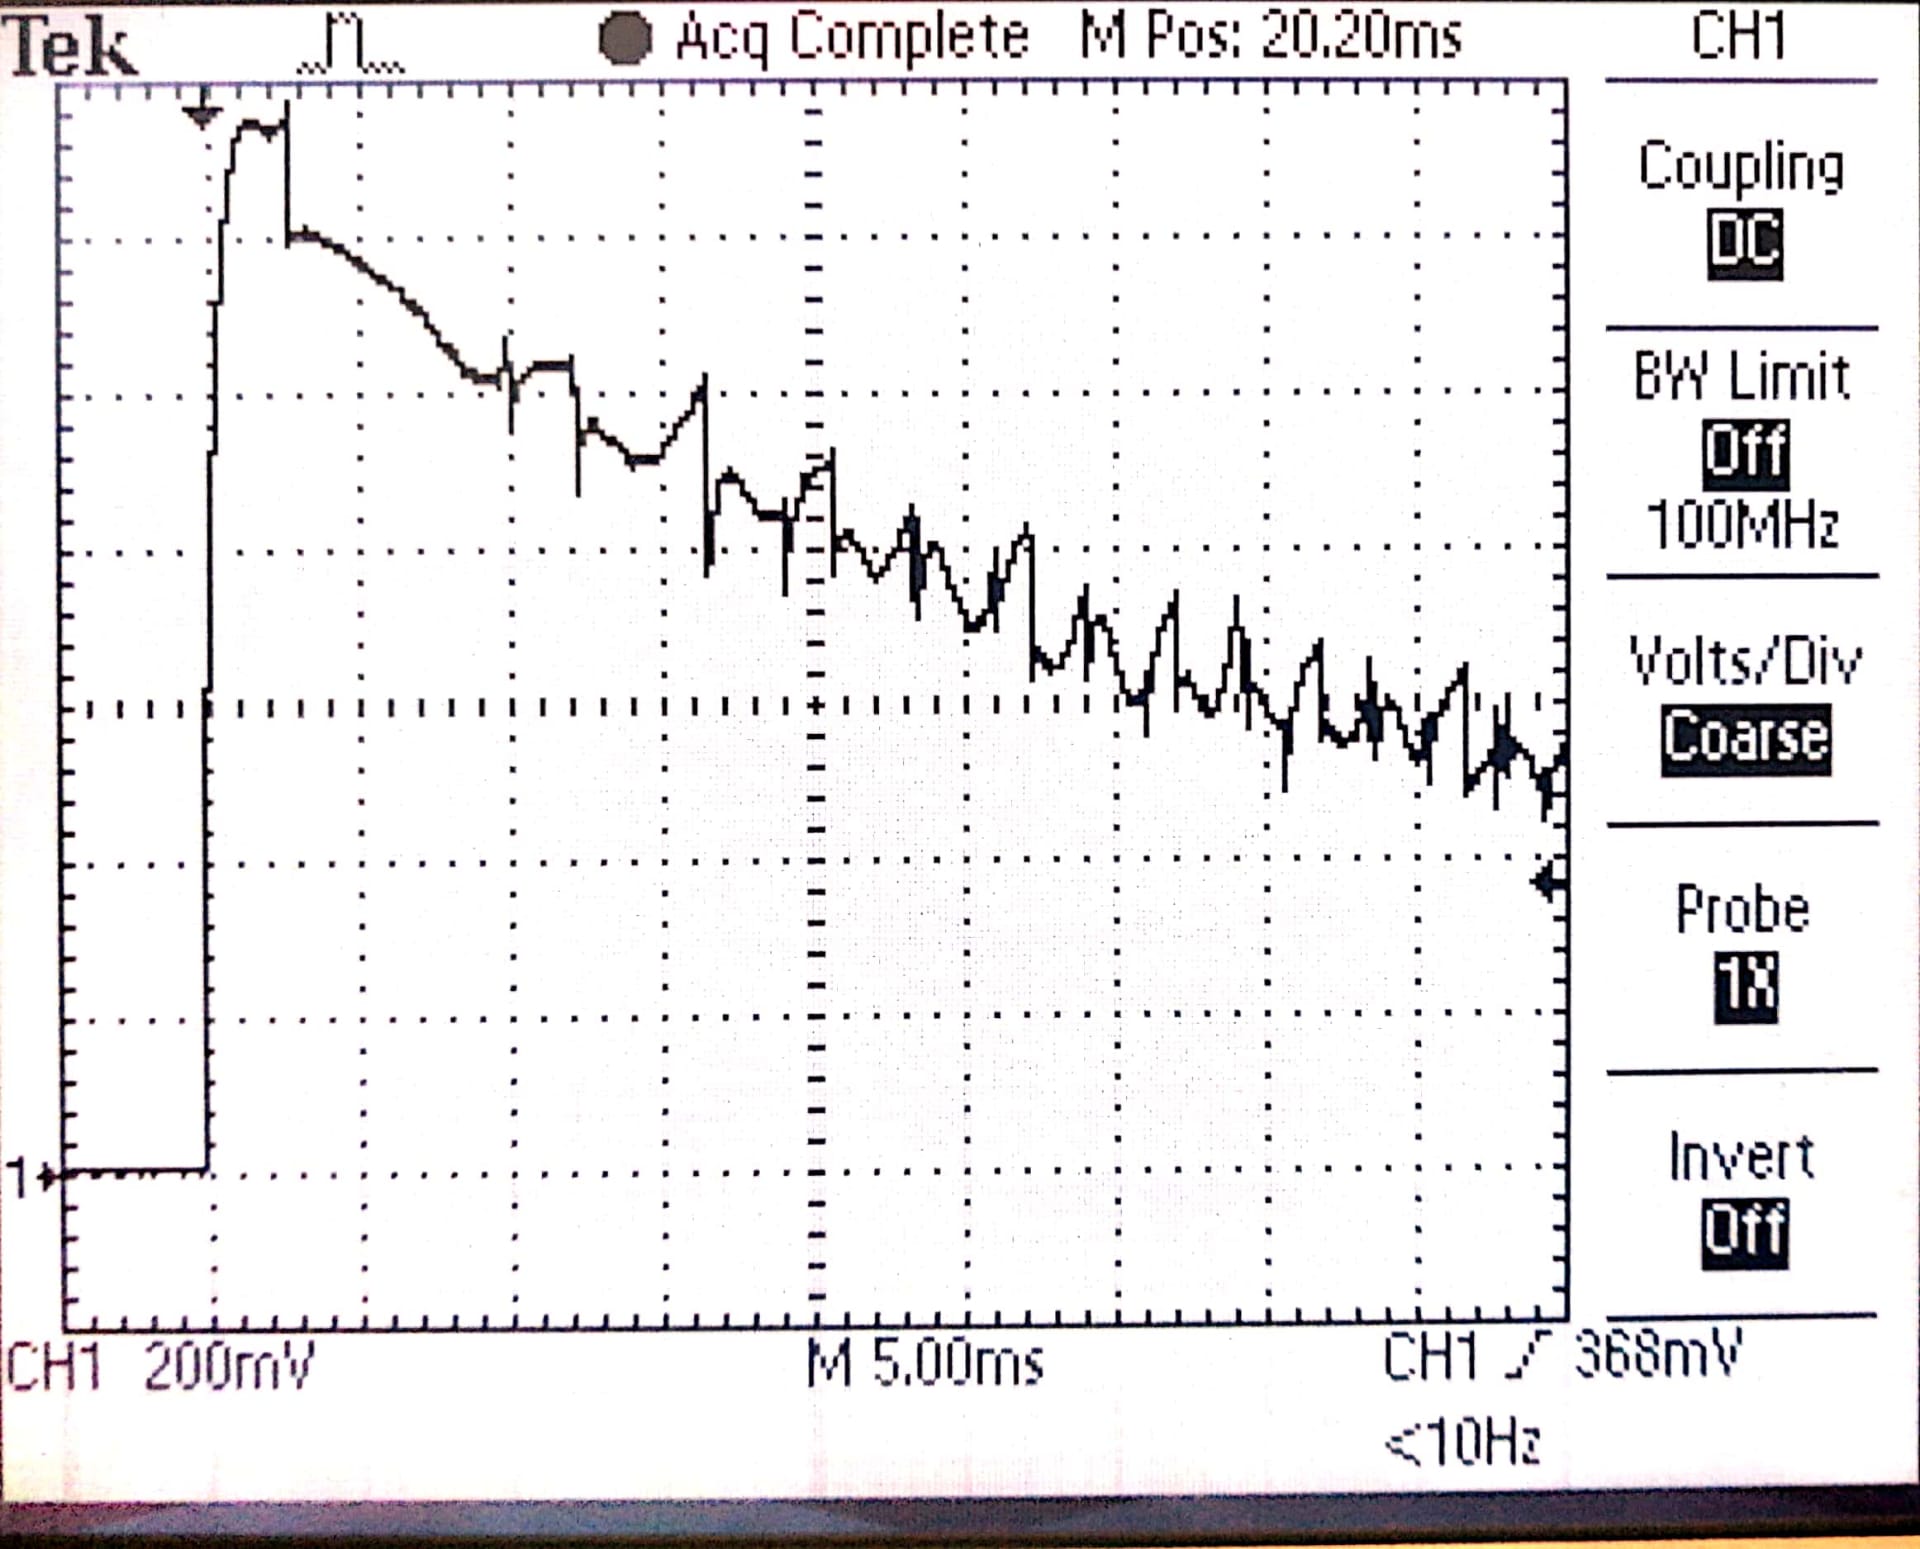 Tek Acq Complete M Pos: 20.20ms CH1
Coupling
DC
BW Limit
Off
100MHz
Volts/Div
Coarse
Probe
1X
Invert
Off
1
CH1 200mV M 5.00ms CH1 368mV
<10Hz